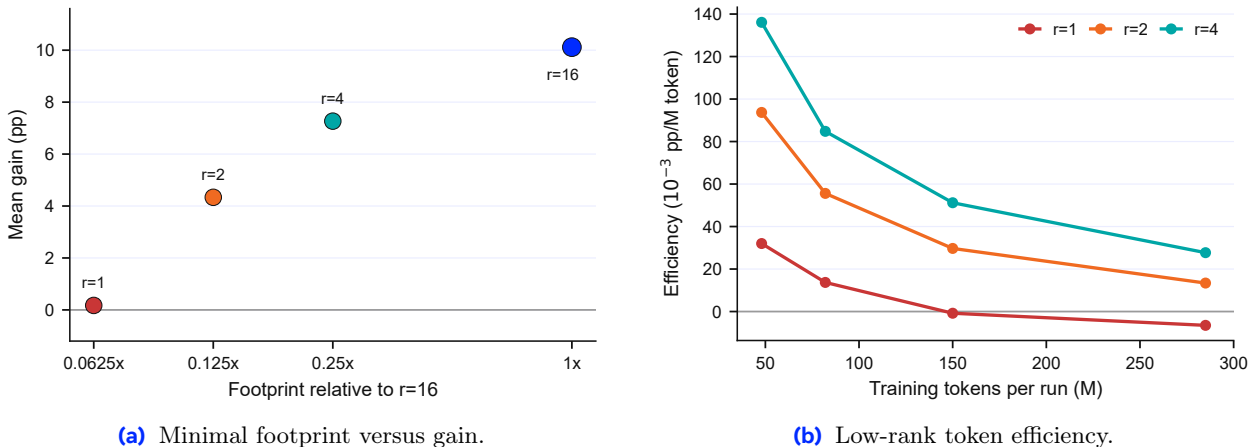 Mean gain (pp)
10
8
6
4
2
0
r=1
r=2
r=4
r=16
0.0625x
0.125x
0.25x
1x
Footprint relative to r=16
(a) Minimal footprint versus gain.
Efficiency (10⁻³ pp/M token)
140
120
100
80
60
40
20
0
r=1 r=2 r=4
50
100
150
200
250
300
Training tokens per run (M)
(b) Low-rank token efficiency.